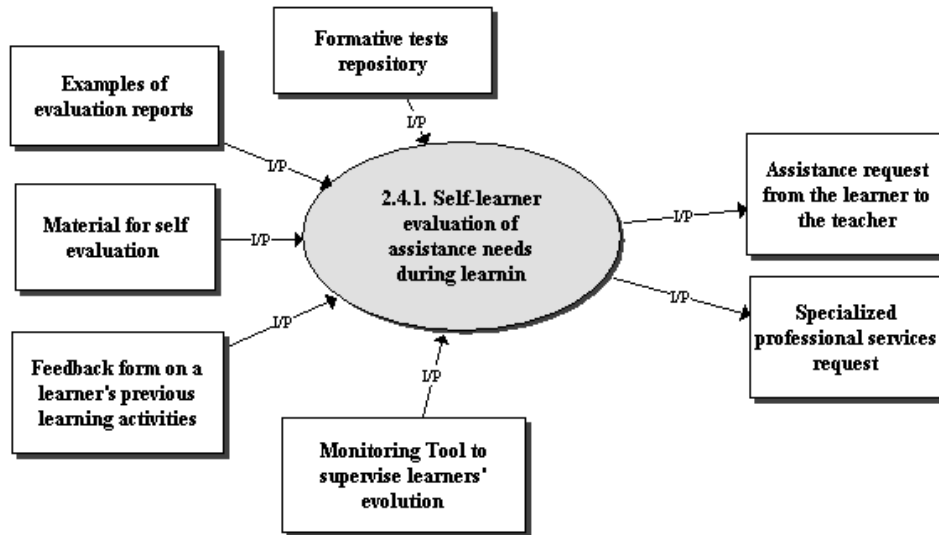 Formative tests
repository
Examples of
evaluation reports
I/P
I/P
Material for self
evaluation
I/P
2.4.1. Self-learner
evaluation of
assistance needs
during learnin
I/P
Assistance request
from the learner to
the teacher
I/P
Specialized
professional services
request
I/P
Feedback form on a
learner's previous
learning activities
I/P
Monitoring Tool to
supervise learners'
evolution